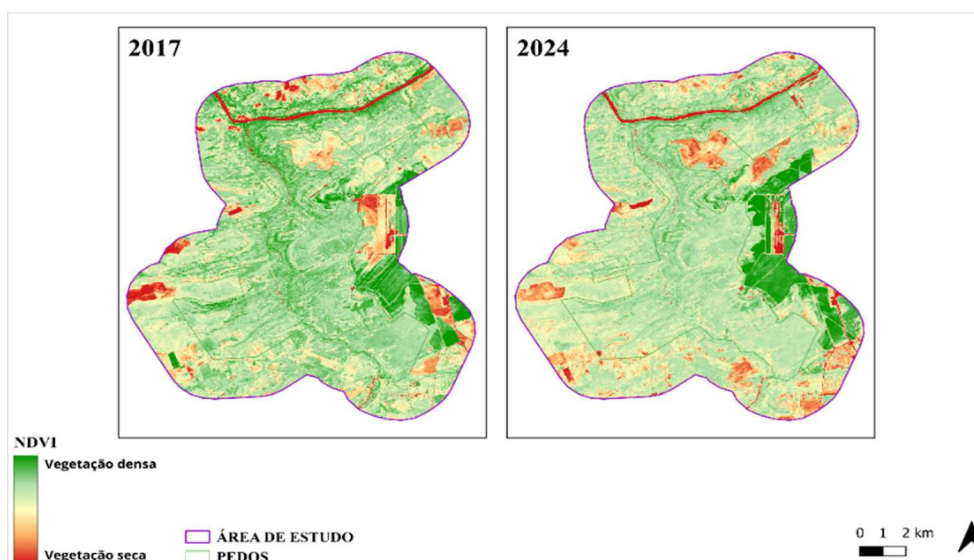 2017
2024
NDVI
Vegetação densa
Vegetação seca
ÁREA DE ESTUDO
PEDOS
0 1 2 km